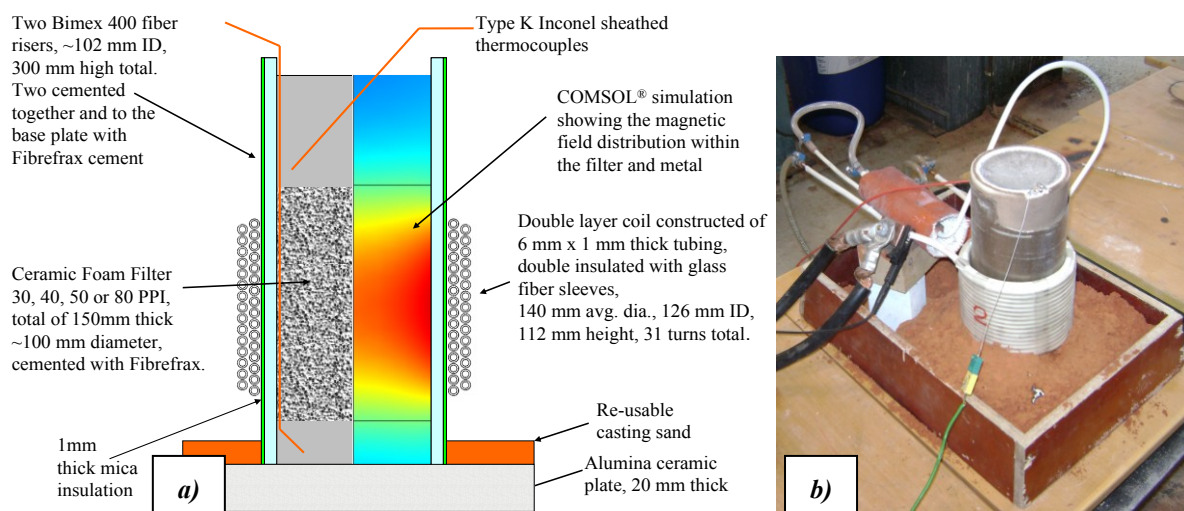 Two Bimex 400 fiber
risers, ~102 mm ID,
300 mm high total.
Two cemented
together and to the
base plate with
Fibrefrax cement
Type K Inconel sheathed
thermocouples
COMSOL® simulation
showing the magnetic
field distribution within
the filter and metal
Ceramic Foam Filter
30, 40, 50 or 80 PPI,
total of 150mm thick
~100 mm diameter,
cemented with Fibrefrax.
Double layer coil constructed of
6 mm x 1 mm thick tubing,
double insulated with glass
fiber sleeves,
140 mm avg. dia., 126 mm ID,
112 mm height, 31 turns total.
1mm
thick mica
insulation
Re-usable
casting sand
Alumina ceramic
plate, 20 mm thick
a)
2
b)